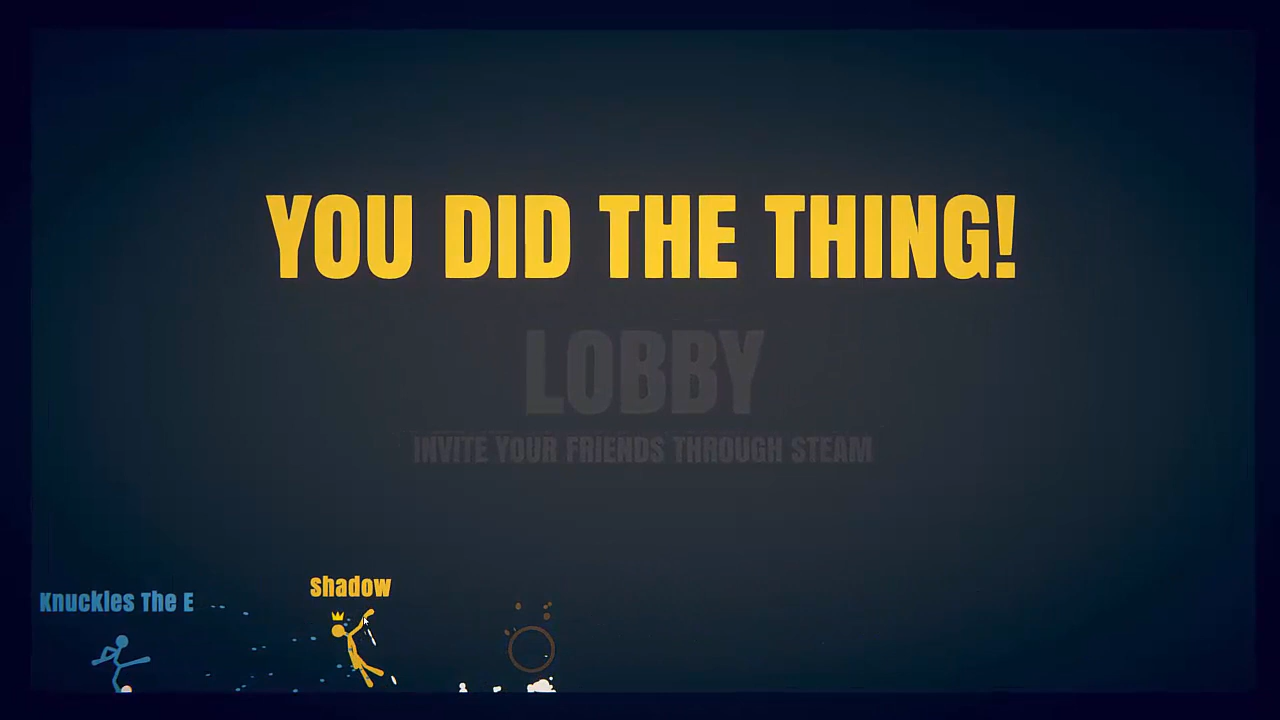 YOU DID THE THING!
LOBBY
INVITE YOUR FRIENDS THROUGH STEAM
Shadow
Knuckles The E